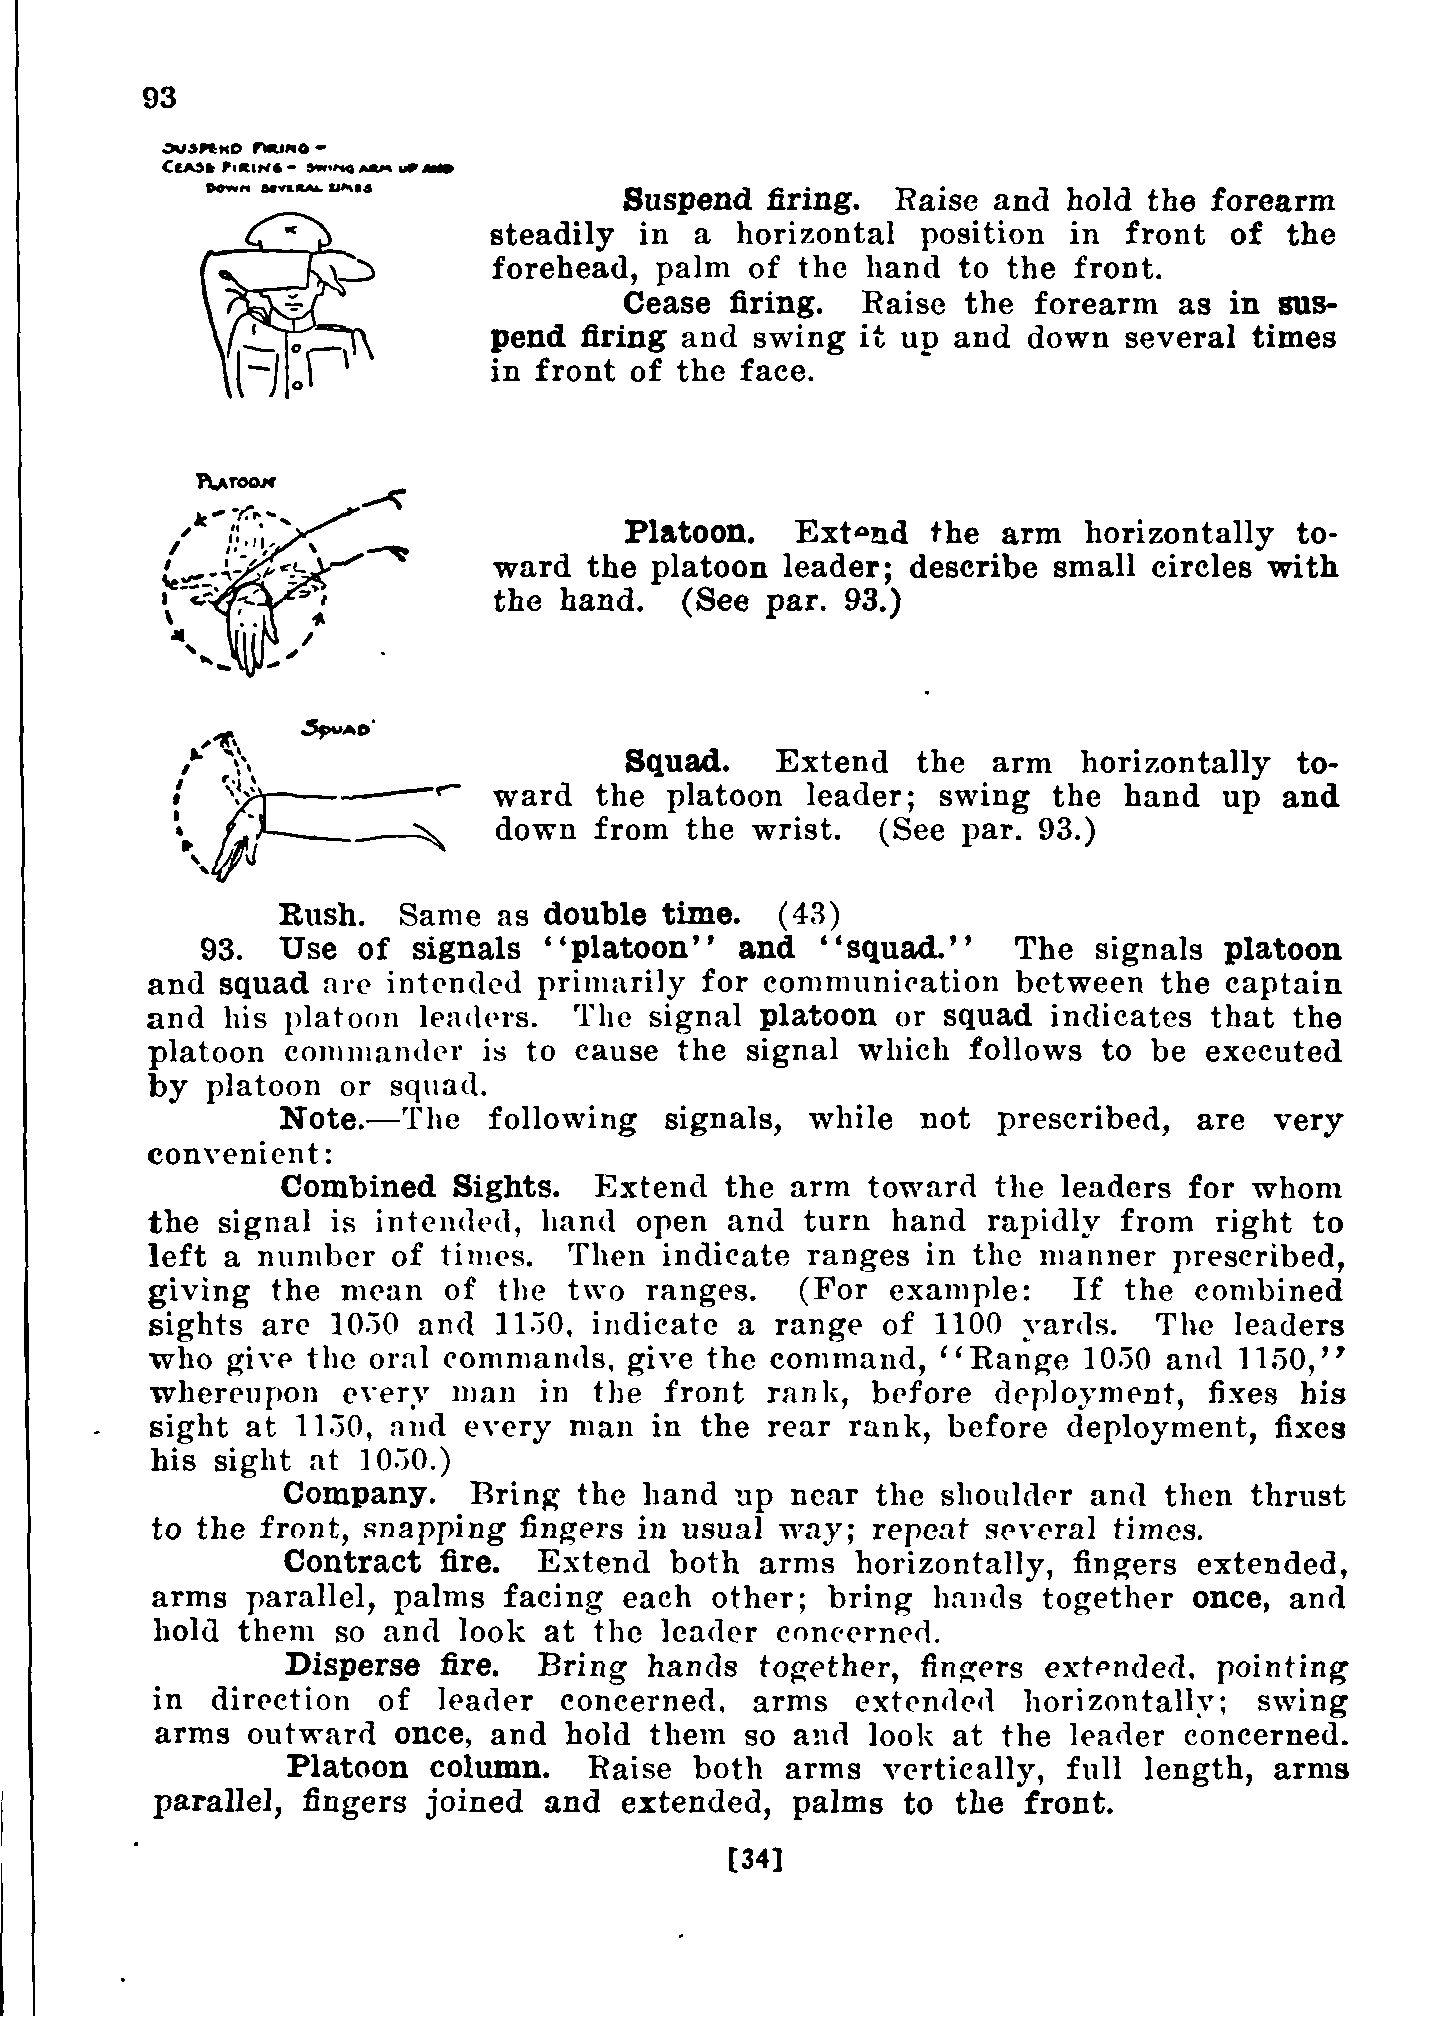 93
SUSPEND FIRING -
CEASE FIRING - SWING ARM UP AND
DOWN SEVERAL TIMES
Suspend firing. Raise and hold the forearm
steadily in a horizontal position in front of the
forehead, palm of the hand to the front.
Cease firing. Raise the forearm as in sus-
pend firing and swing it up and down several times
in front of the face.
PLATOON
Platoon. Extend the arm horizontally to-
ward the platoon leader; describe small circles with
the hand. (See par. 93.)
SQUAD
Squad. Extend the arm horizontally to-
ward the platoon leader; swing the hand up and
down from the wrist. (See par. 93.)
Rush. Same as double time. (43)
93. Use of signals ‘‘platoon’’ and ‘‘squad.’’ The signals platoon
and squad are intended primarily for communication between the captain
and his platoon leaders. The signal platoon or squad indicates that the
platoon commander is to cause the signal which follows to be executed
by platoon or squad.
Note.—The following signals, while not prescribed, are very
convenient:
Combined Sights. Extend the arm toward the leaders for whom
the signal is intended, hand open and turn hand rapidly from right to
left a number of times. Then indicate ranges in the manner prescribed,
giving the mean of the two ranges. (For example: If the combined
sights are 1050 and 1150, indicate a range of 1100 yards. The leaders
who give the oral commands, give the command, ‘‘Range 1050 and 1150,’’
whereupon every man in the front rank, before deployment, fixes his
sight at 1150, and every man in the rear rank, before deployment, fixes
his sight at 1050.)
Company. Bring the hand up near the shoulder and then thrust
to the front, snapping fingers in usual way; repeat several times.
Contract fire. Extend both arms horizontally, fingers extended,
arms parallel, palms facing each other; bring hands together once, and
hold them so and look at the leader concerned.
Disperse fire. Bring hands together, fingers extended, pointing
in direction of leader concerned, arms extended horizontally; swing
arms outward once, and hold them so and look at the leader concerned.
Platoon column. Raise both arms vertically, full length, arms
parallel, fingers joined and extended, palms to the front.
[34]